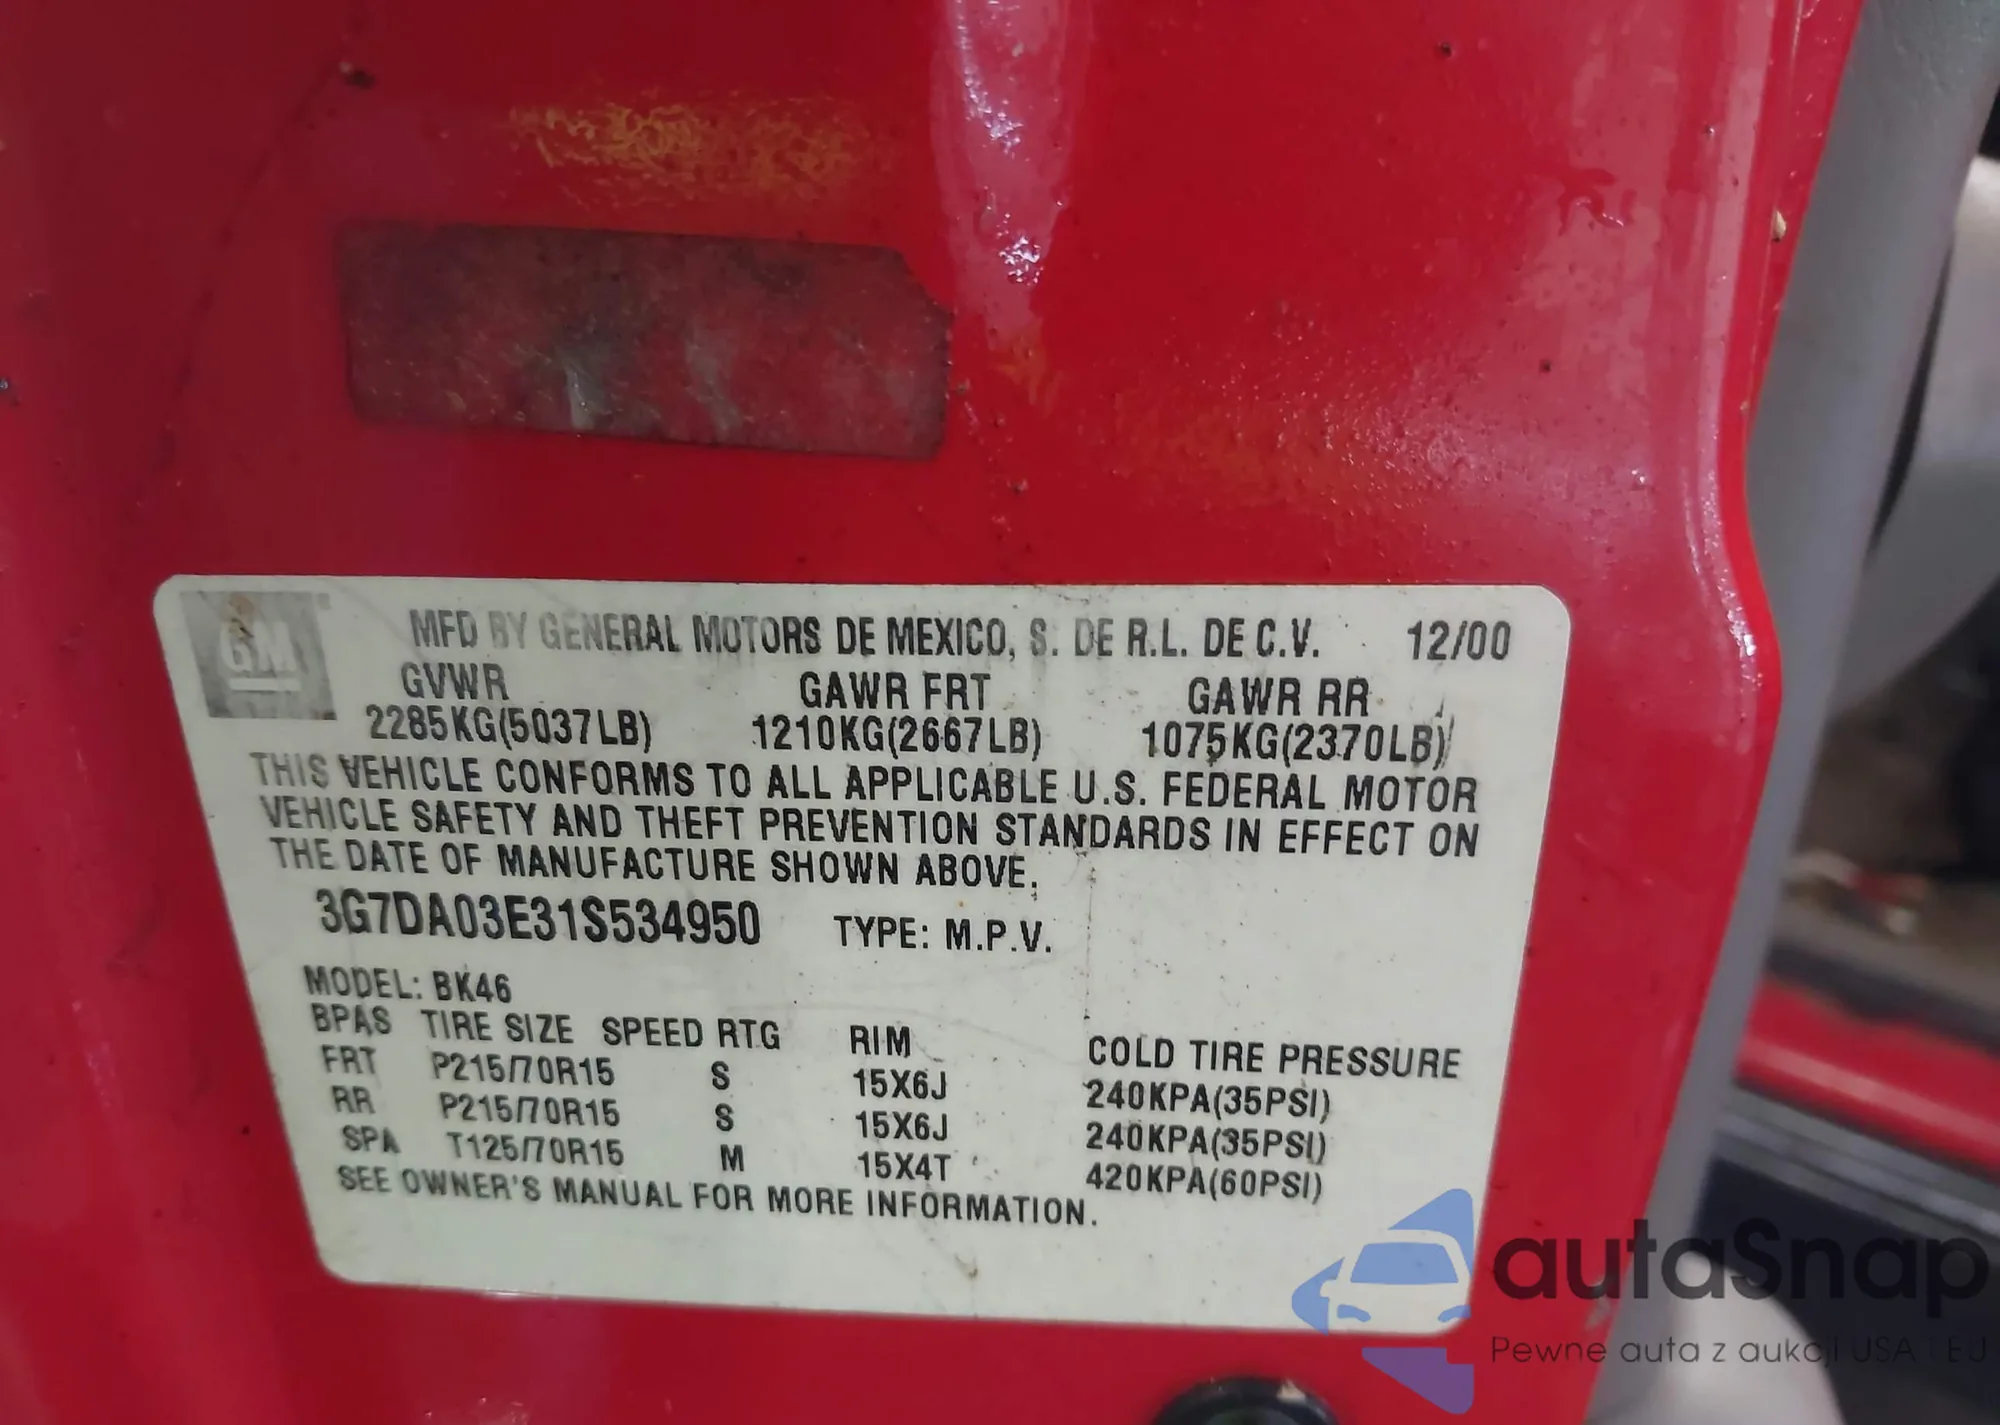 GM
MFD BY GENERAL MOTORS DE MEXICO, S. DE R.L. DE C.V. 12/00
GVWR GAWR FRT GAWR RR
2285KG(5037LB) 1210KG(2667LB) 1075KG(2370LB)
THIS VEHICLE CONFORMS TO ALL APPLICABLE U.S. FEDERAL MOTOR
VEHICLE SAFETY AND THEFT PREVENTION STANDARDS IN EFFECT ON
THE DATE OF MANUFACTURE SHOWN ABOVE.
3G7DA03E31S534950 TYPE: M.P.V.
MODEL: BK46
BPAS TIRE SIZE SPEED RTG RIM COLD TIRE PRESSURE
FRT P215/70R15 S 15X6J 240KPA(35PSI)
RR P215/70R15 S 15X6J 240KPA(35PSI)
SPA T125/70R15 M 15X4T 420KPA(60PSI)
SEE OWNER'S MANUAL FOR MORE INFORMATION.
autaSnap
Pewne auta z aukcji USA i EU